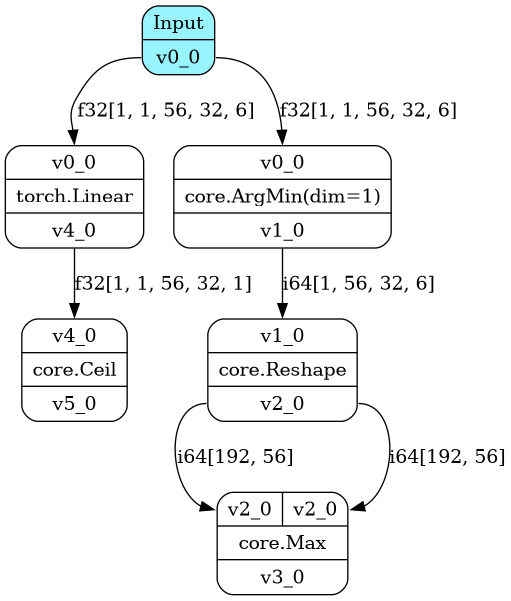 Input
v0_0
f32[1, 1, 56, 32, 6]
f32[1, 1, 56, 32, 6]
v0_0
torch.Linear
v4_0
v0_0
core.ArgMin(dim=1)
v1_0
f32[1, 1, 56, 32, 1]
i64[1, 56, 32, 6]
v4_0
core.Ceil
v5_0
v1_0
core.Reshape
v2_0
i64[192, 56]
i64[192, 56]
v2_0 v2_0
core.Max
v3_0